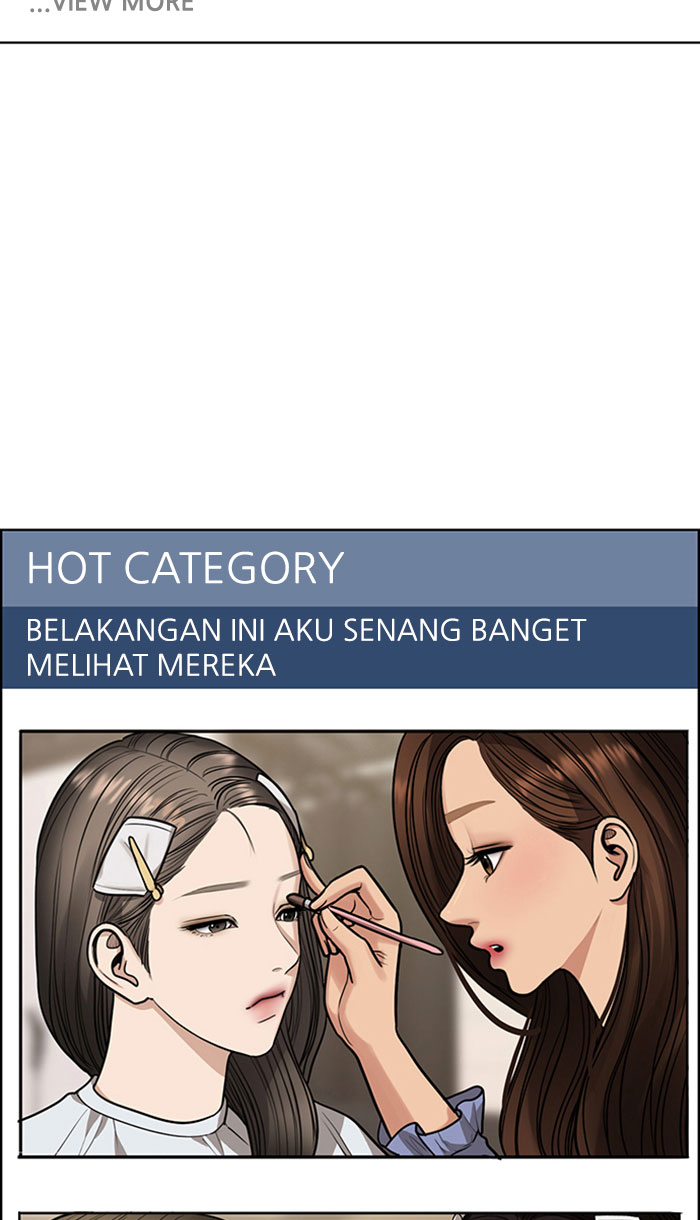 ...VIEW MORE
HOT CATEGORY
BELAKANGAN INI AKU SENANG BANGET
MELIHAT MEREKA